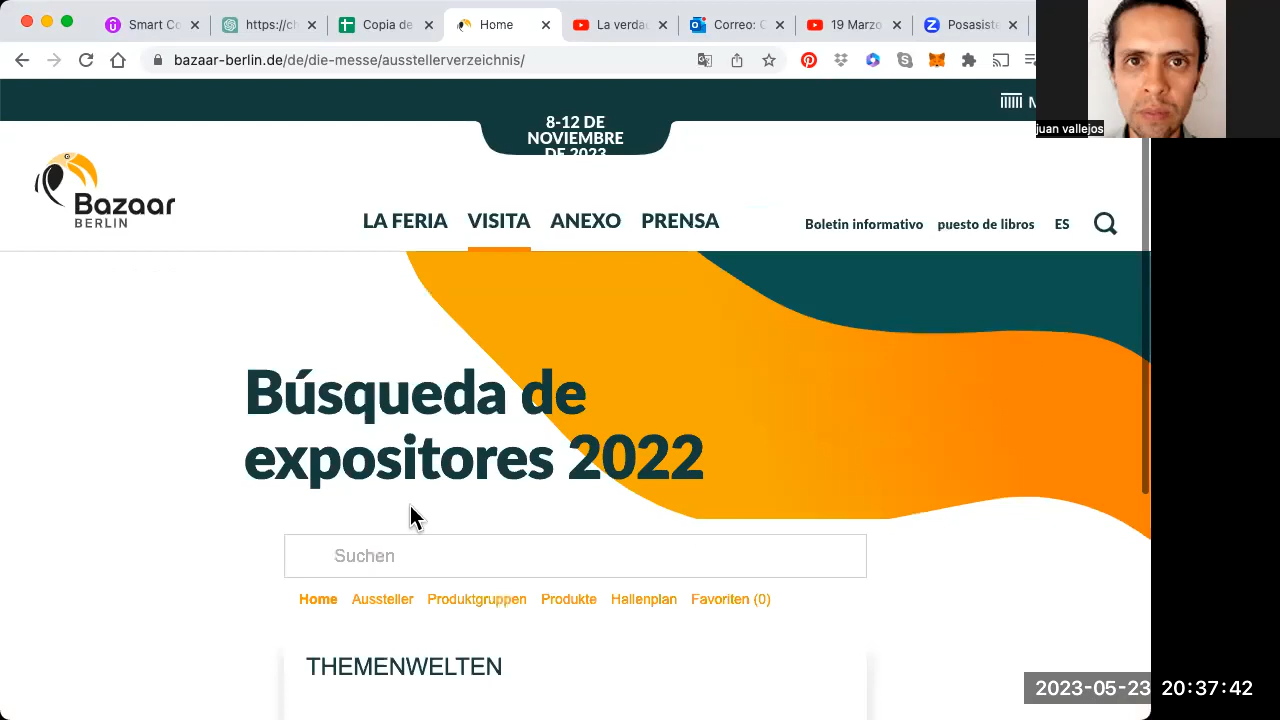 Smart Co
https://ch
Copia de
Home
La verda
Correo: C
19 Marzo
Posasiste
bazaar-berlin.de/de/die-messe/ausstellerverzeichnis/
juan vallejos
8-12 DE
NOVIEMBRE
DE 2023
M
Bazaar
BERLIN
LA FERIA VISITA ANEXO PRENSA
Boletin informativo puesto de libros ES
Búsqueda de
expositores 2022
Suchen
Home Aussteller Produktgruppen Produkte Hallenplan Favoriten (0)
THEMENWELTEN
2023-05-23 20:37:42